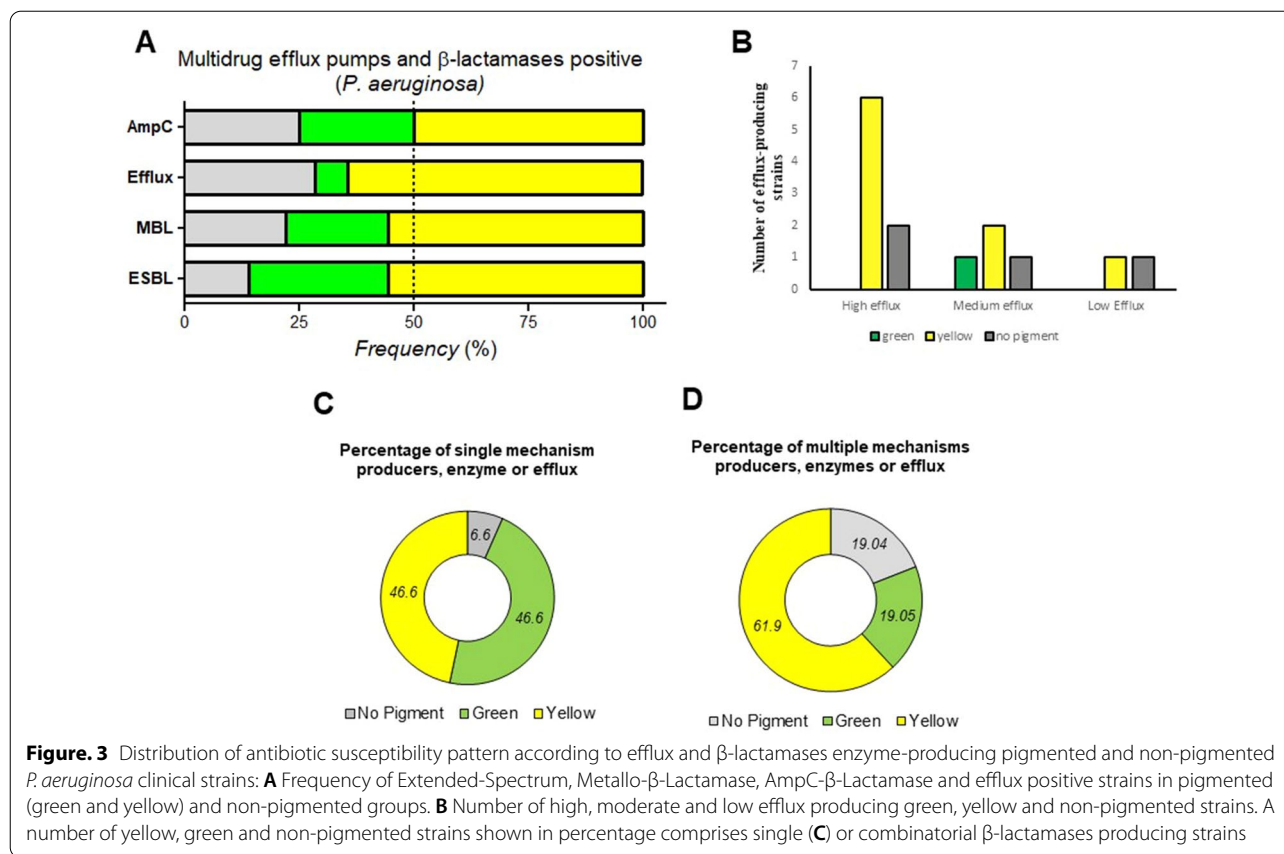 A
Multidrug efflux pumps and β-lactamases positive
(P. aeruginosa)
AmpC
Efflux
MBL
ESBL
0 25 50 75 100
Frequency (%)
B
Number of efflux-producing
strains
7
6
5
4
3
2
1
0
High efflux Medium efflux Low Efflux
green yellow no pigment
C
Percentage of single mechanism
producers, enzyme or efflux
6.6
46.6
46.6
No Pigment Green Yellow
D
Percentage of multiple mechanisms
producers, enzymes or efflux
19.04
19.05
61.9
No Pigment Green Yellow
Figure. 3 Distribution of antibiotic susceptibility pattern according to efflux and β-lactamases enzyme-producing pigmented and non-pigmented
P. aeruginosa clinical strains: A Frequency of Extended-Spectrum, Metallo-β-Lactamase, AmpC-β-Lactamase and efflux positive strains in pigmented
(green and yellow) and non-pigmented groups. B Number of high, moderate and low efflux producing green, yellow and non-pigmented strains. A
number of yellow, green and non-pigmented strains shown in percentage comprises single (C) or combinatorial β-lactamases producing strains